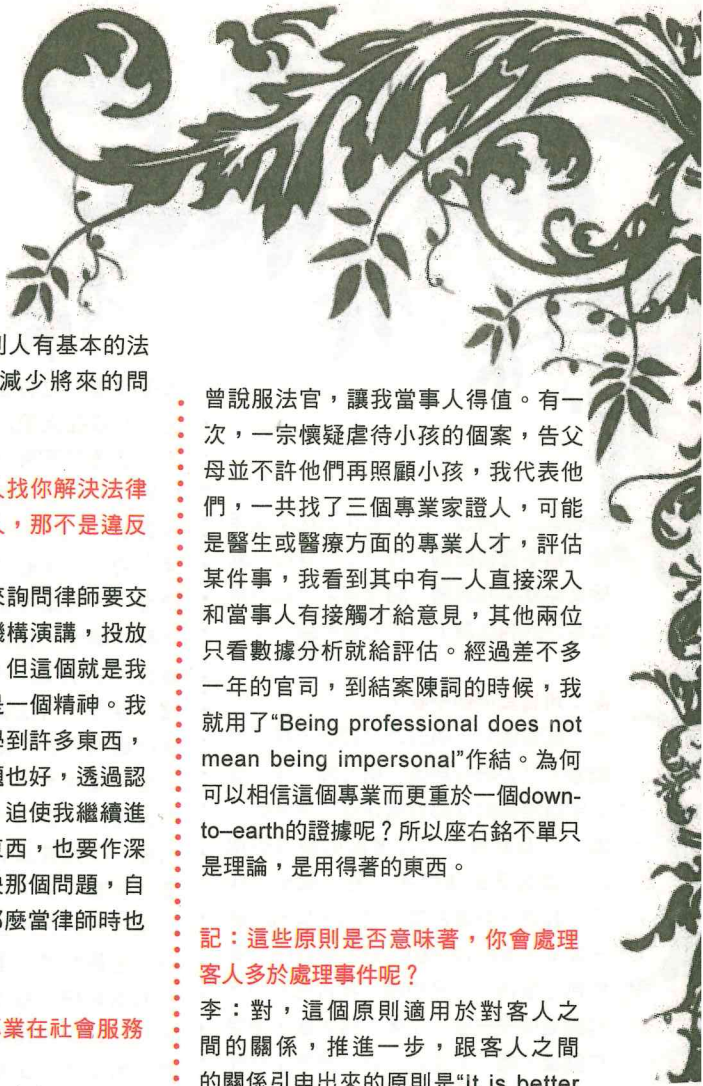 別人有基本的法
減少將來的問
人找你解決法律
人，那不是違反
來詢問律師要交
機構演講，投放
但這個就是我
是一個精神。我
學到許多東西，
題也好，透過認
迫使我繼續進
東西，也要作深
決那個問題，自
那麼當律師時也
專業在社會服務
曾說服法官，讓我當事人得值。有一
次，一宗懷疑虐待小孩的個案，告父
母並不許他們再照顧小孩，我代表他
們，一共找了三個專業家證人，可能
是醫生或醫療方面的專業人才，評估
某件事，我看到其中有一人直接深入
和當事人有接觸才給意見，其他兩位
只看數據分析就給評估。經過差不多
一年的官司，到結案陳詞的時候，我
就用了“Being professional does not
mean being impersonal”作結。為何
可以相信這個專業而更重於一個down-
to–earth的證據呢？所以座右銘不單只
是理論，是用得著的東西。
記：這些原則是否意味著，你會處理
客人多於處理事件呢？
李：對，這個原則適用於對客人之
間的關係，推進一步，跟客人之間
的關係引申出來的原則是“it is better